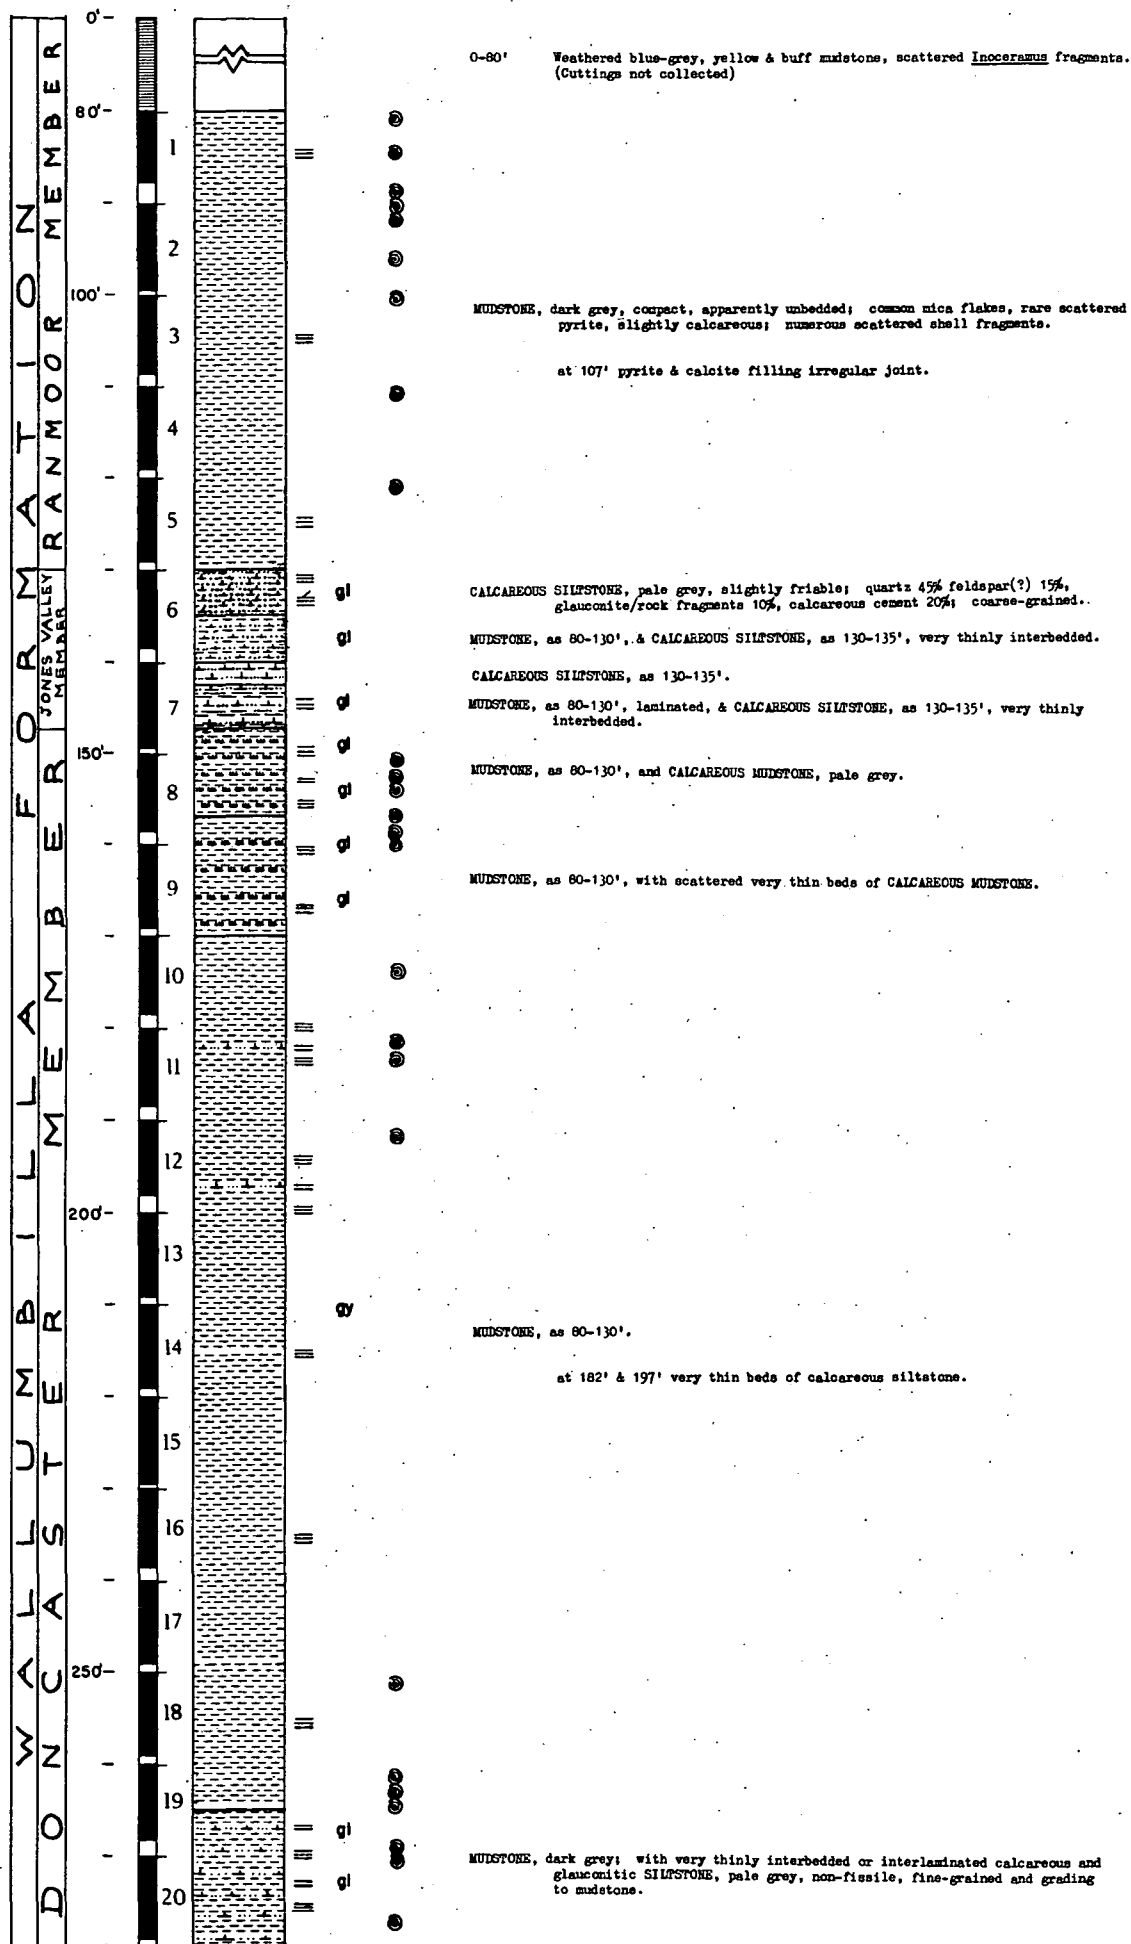 WALLUMBILLA FORMATION
RANMOOR MEMBER
JONES VALLEY
MEMBER
DONCASTER MEMBER
0'
80'
100'
150'
200'
250'
1
2
3
4
5
6
7
8
9
10
11
12
13
14
15
16
17
18
19
20
gl
gl
gl
gl
gl
gl
gl
gy
gl
gl
0-80' Weathered blue-grey, yellow & buff mudstone, scattered Inoceramus fragments.
(Cuttings not collected)
MUDSTONE, dark grey, compact, apparently unbedded; common mica flakes, rare scattered
pyrite, slightly calcareous; numerous scattered shell fragments.
at 107' pyrite & calcite filling irregular joint.
CALCAREOUS SILTSTONE, pale grey, slightly friable; quartz 45% feldspar(?) 15%,
glauconite/rock fragments 10%, calcareous cement 20%; coarse-grained.
MUDSTONE, as 80-130', & CALCAREOUS SILTSTONE, as 130-135', very thinly interbedded.
CALCAREOUS SILTSTONE, as 130-135'.
MUDSTONE, as 80-130', laminated, & CALCAREOUS SILTSTONE, as 130-135', very thinly
interbedded.
MUDSTONE, as 80-130', and CALCAREOUS MUDSTONE, pale grey.
MUDSTONE, as 80-130', with scattered very thin beds of CALCAREOUS MUDSTONE.
MUDSTONE, as 80-130'.
at 182' & 197' very thin beds of calcareous siltstone.
MUDSTONE, dark grey; with very thinly interbedded or interlaminated calcareous and
glauconitic SILTSTONE, pale grey, non-fissile, fine-grained and grading
to mudstone.